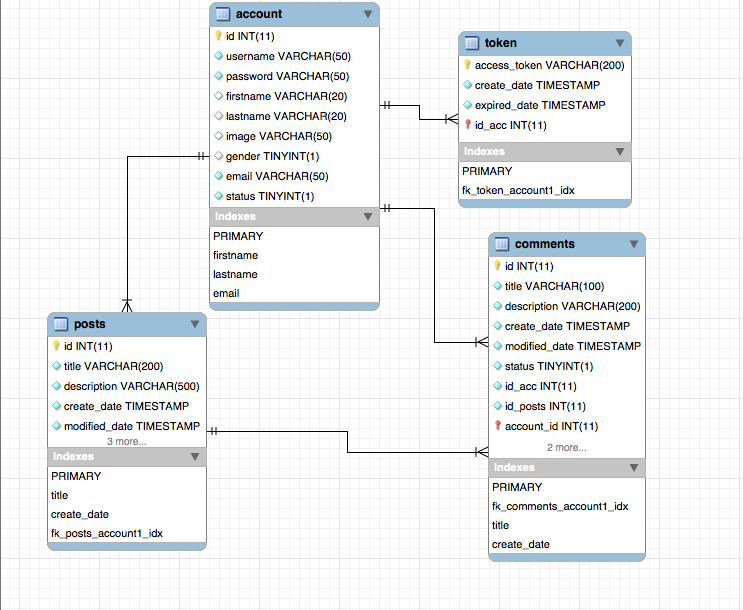 account
id INT(11)
username VARCHAR(50)
password VARCHAR(50)
firstname VARCHAR(20)
lastname VARCHAR(20)
image VARCHAR(50)
gender TINYINT(1)
email VARCHAR(50)
status TINYINT(1)
Indexes
PRIMARY
firstname
lastname
email
token
access_token VARCHAR(200)
create_date TIMESTAMP
expired_date TIMESTAMP
id_acc INT(11)
Indexes
PRIMARY
fk_token_account1_idx
comments
id INT(11)
title VARCHAR(100)
description VARCHAR(200)
create_date TIMESTAMP
modified_date TIMESTAMP
status TINYINT(1)
id_acc INT(11)
id_posts INT(11)
account_id INT(11)
2 more...
Indexes
PRIMARY
fk_comments_account1_idx
title
create_date
posts
id INT(11)
title VARCHAR(200)
description VARCHAR(500)
create_date TIMESTAMP
modified_date TIMESTAMP
3 more...
Indexes
PRIMARY
title
create_date
fk_posts_account1_idx